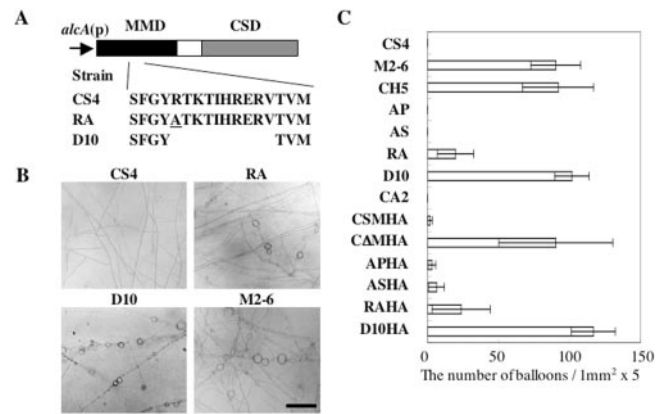 A
alcA(p)
MMD
CSD
Strain
CS4 SFGYRTKTIHRERVTVM
RA SFGYATKTIHRERVTVM
D10 SFGY TVM
B
CS4
RA
D10
M2-6
C
CS4
M2-6
CH5
AP
AS
RA
D10
CA2
CSMHA
CΔMHA
APHA
ASHA
RAHA
D10HA
0 50 100 150
The number of balloons / 1mm² x 5